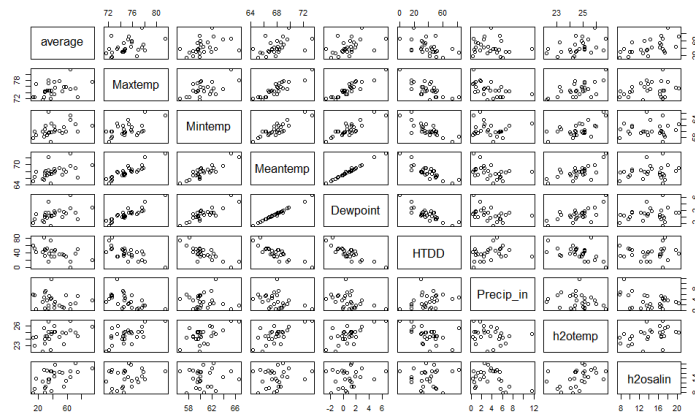 72 76 80
64 68 72
0 20 60
23 25
average
Maxtemp
72 78
Mintemp
64
Meantemp
64 70
Dewpoint
HTDD
0 40 80
Precip_in
h2otemp
23 26
h2osalin
20 60
58 62 66
-2 0 2 4 6
0 2 4 6 8 12
8 12 16 20